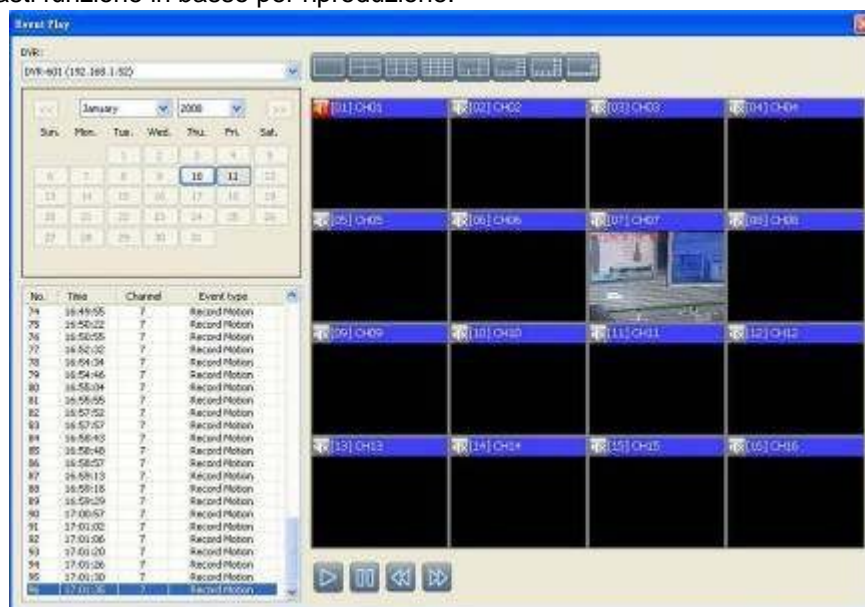 asti funzione in basso per riproduzione.
Event Play
DVR:
DVR-601 (192.168.1.52)
<<
January
2008
>>
Sun. Mon. Tue. Wed. Thu. Fri. Sat.
1 2 3 4 5
6 7 8 9 10 11 12
13 14 15 16 17 18 19
20 21 22 23 24 25 26
27 28 29 30 31
No. Time Channel Event type
74 16:49:55 7 Record Motion
75 16:50:22 7 Record Motion
76 16:50:55 7 Record Motion
77 16:52:32 7 Record Motion
78 16:54:34 7 Record Motion
79 16:54:46 7 Record Motion
80 16:55:04 7 Record Motion
81 16:55:55 7 Record Motion
82 16:57:52 7 Record Motion
83 16:57:57 7 Record Motion
84 16:58:43 7 Record Motion
85 16:58:48 7 Record Motion
86 16:58:57 7 Record Motion
87 16:59:13 7 Record Motion
88 16:59:18 7 Record Motion
89 16:59:29 7 Record Motion
90 17:00:57 7 Record Motion
91 17:01:02 7 Record Motion
92 17:01:06 7 Record Motion
93 17:01:20 7 Record Motion
94 17:01:26 7 Record Motion
95 17:01:30 7 Record Motion
96 17:01:36 7 Record Motion
[01] CH01 [02] CH02 [03] CH03 [04] CH04
[05] CH05 [06] CH06 [07] CH07 [08] CH08
[09] CH09 [10] CH10 [11] CH11 [12] CH12
[13] CH13 [14] CH14 [15] CH15 [16] CH16